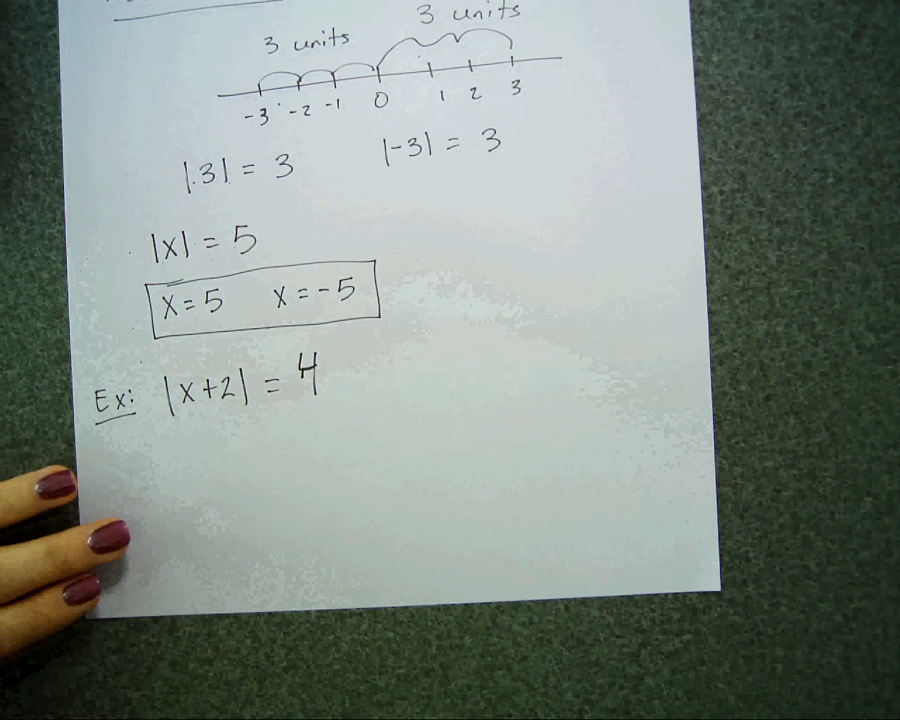 3 units 3 units
-3 -2 -1 0 1 2 3
|3| = 3 |-3| = 3
|x| = 5
x = 5 x = -5
Ex: |x+2| = 4